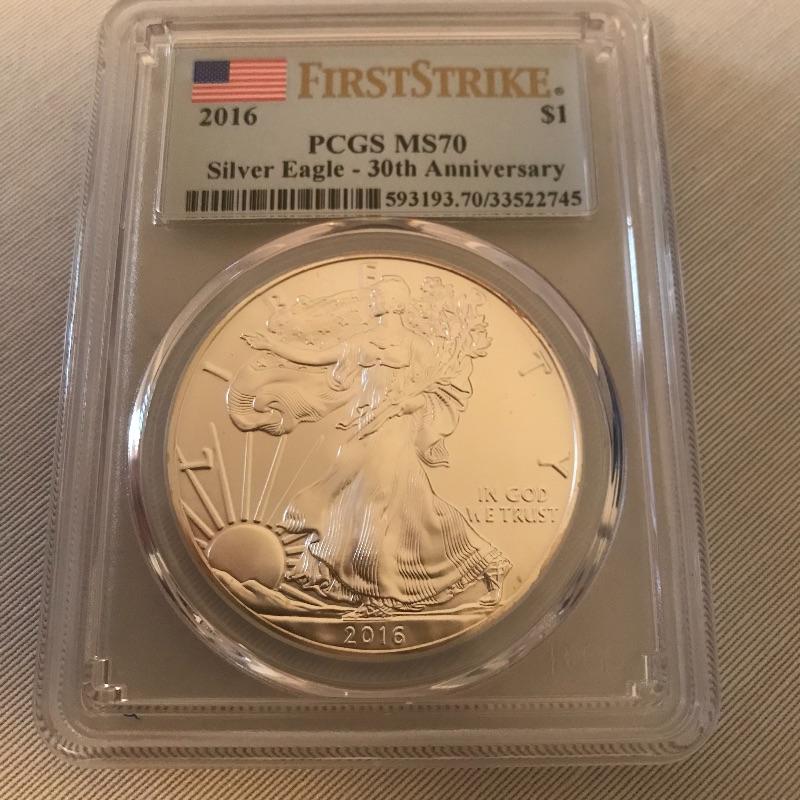 FIRSTSTRIKE®
2016 $1
PCGS MS70
Silver Eagle - 30th Anniversary
593193.70/33522745
LIBERTY
IN GOD
WE TRUST
2016